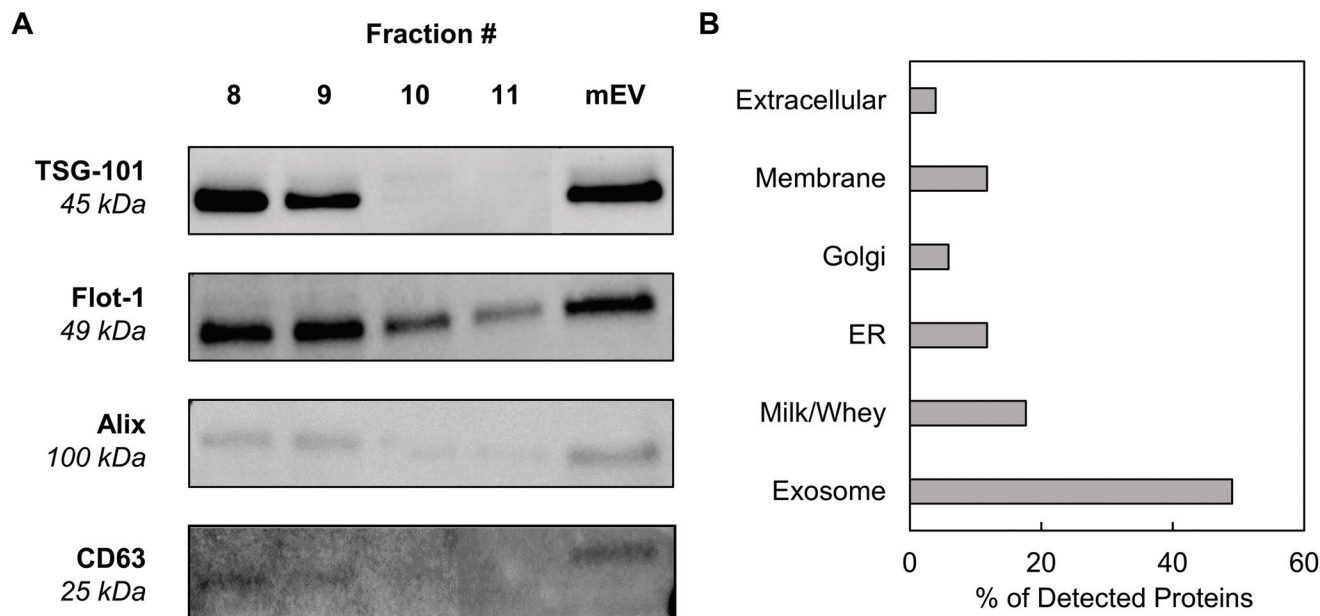 A
Fraction #
8 9 10 11 mEV
TSG-101
45 kDa
Flot-1
49 kDa
Alix
100 kDa
CD63
25 kDa
B
Extracellular
Membrane
Golgi
ER
Milk/Whey
Exosome
0 20 40 60
% of Detected Proteins